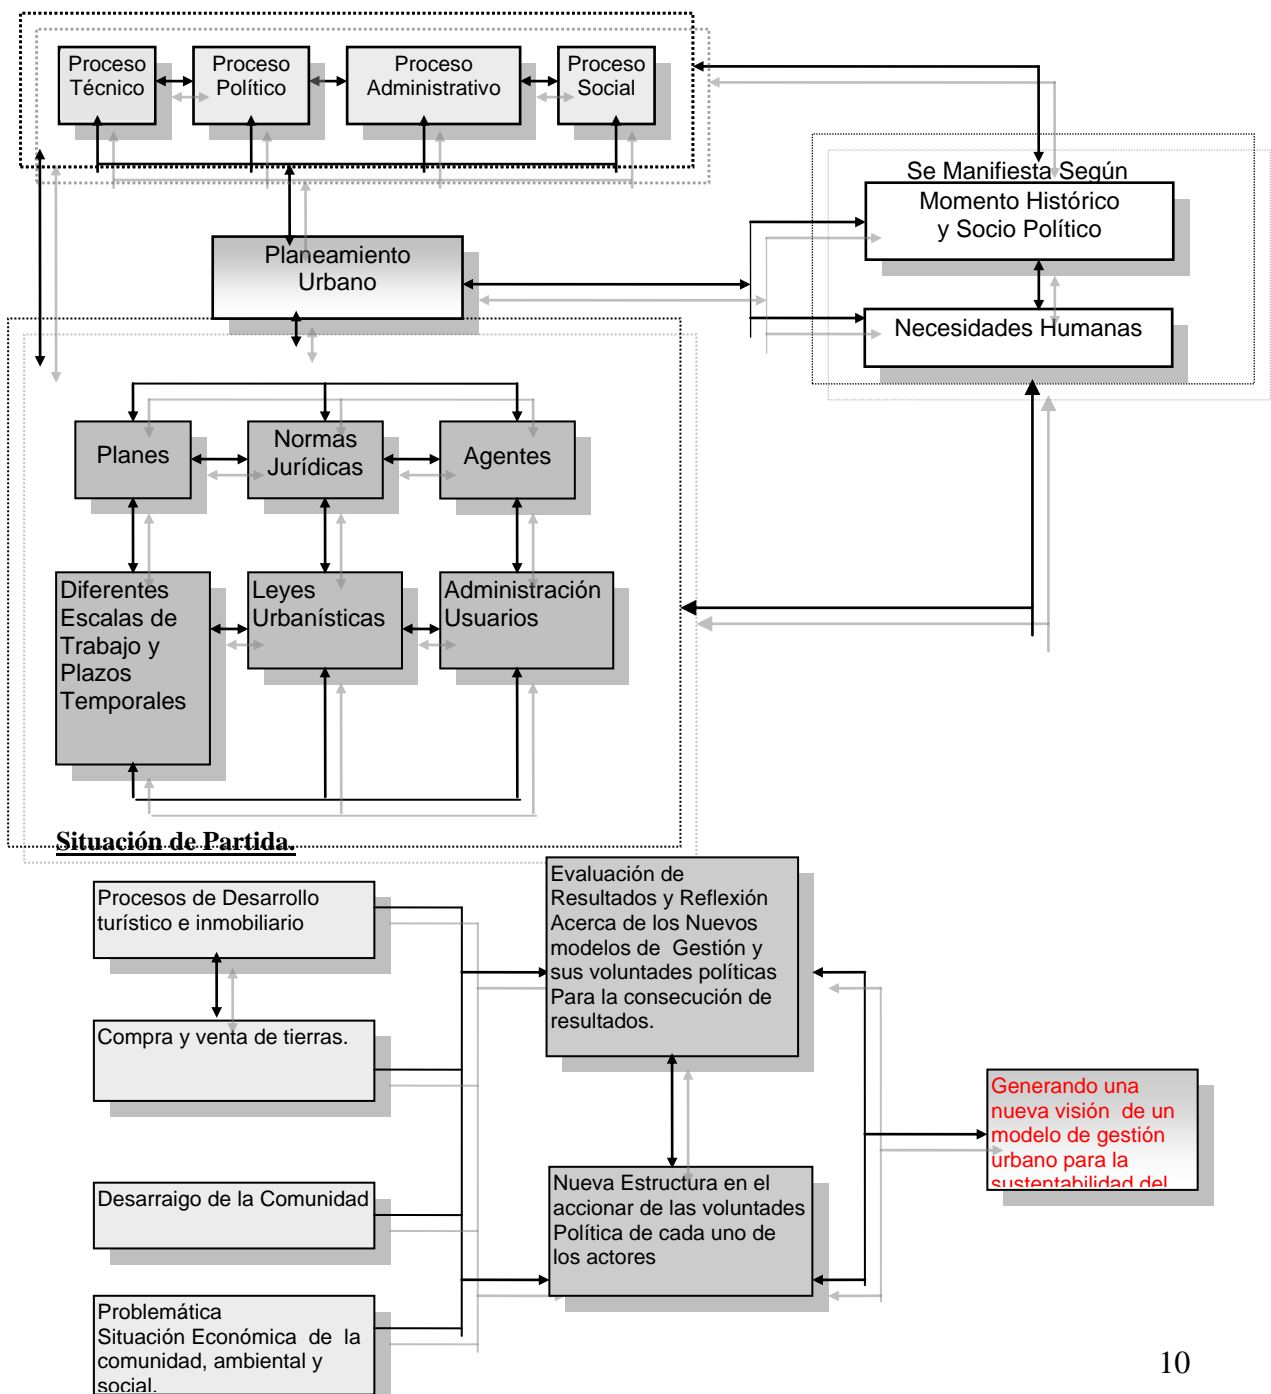 Proceso
Técnico
Proceso
Político
Proceso
Administrativo
Proceso
Social
Se Manifiesta Según
Momento Histórico
y Socio Político
Planeamiento
Urbano
Necesidades Humanas
Planes
Normas
Jurídicas
Agentes
Diferentes
Escalas de
Trabajo y
Plazos
Temporales
Leyes
Urbanísticas
Administración
Usuarios
Situación de Partida.
Procesos de Desarrollo
turístico e inmobiliario
Compra y venta de tierras.
Desarraigo de la Comunidad
Problemática
Situación Económica de la
comunidad, ambiental y
social.
Evaluación de
Resultados y Reflexión
Acerca de los Nuevos
modelos de Gestión y
sus voluntades políticas
Para la consecución de
resultados.
Nueva Estructura en el
accionar de las voluntades
Política de cada uno de
los actores
Generando una
nueva visión de un
modelo de gestión
urbano para la
sustentabilidad del
10